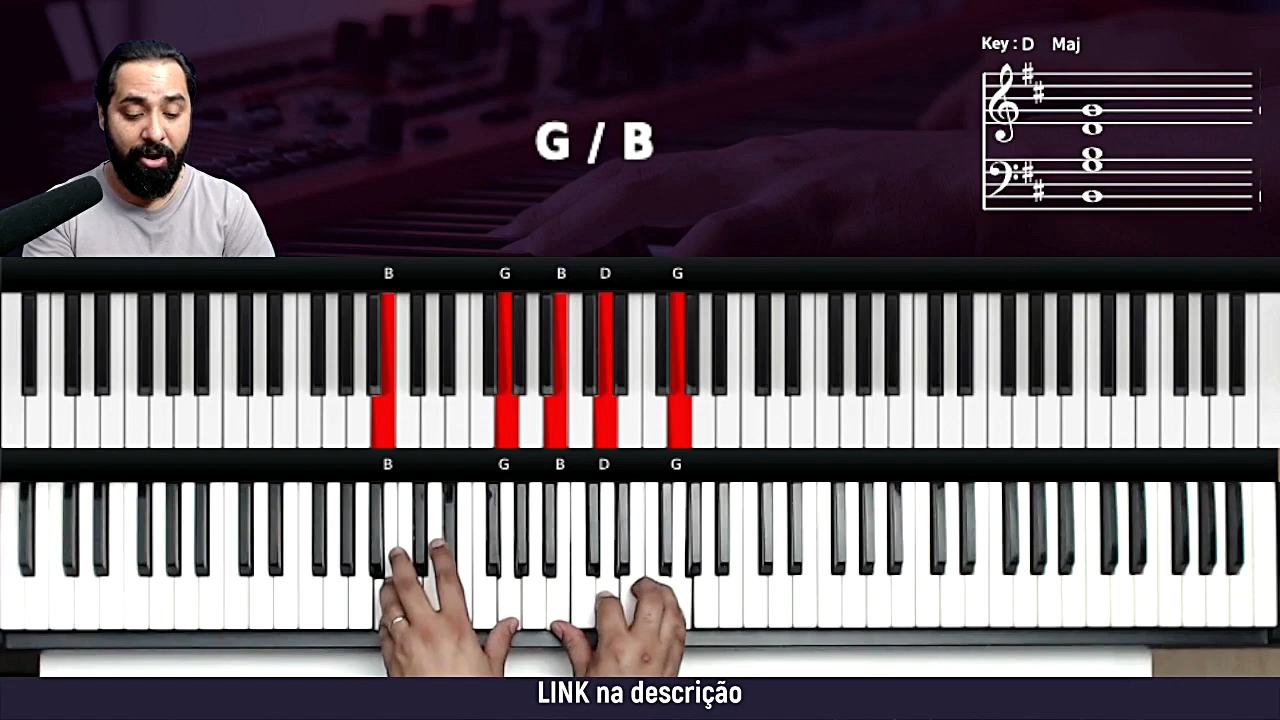 Key : D Maj
G / B
B G B D G
B G B D G
LINK na descrição